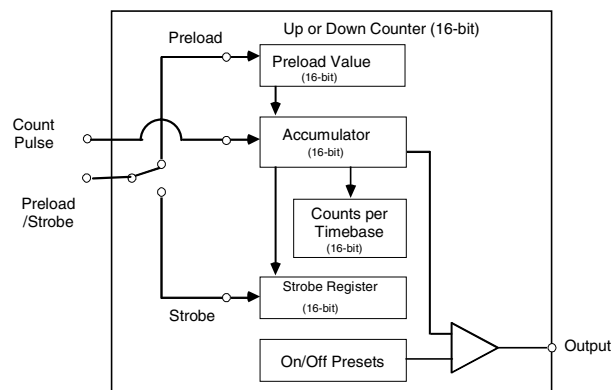 Up or Down Counter (16-bit)
Preload
Preload Value
(16-bit)
Count
Pulse
Accumulator
(16-bit)
Preload
/Strobe
Counts per
Timebase
(16-bit)
Strobe Register
(16-bit)
Strobe
On/Off Presets
Output